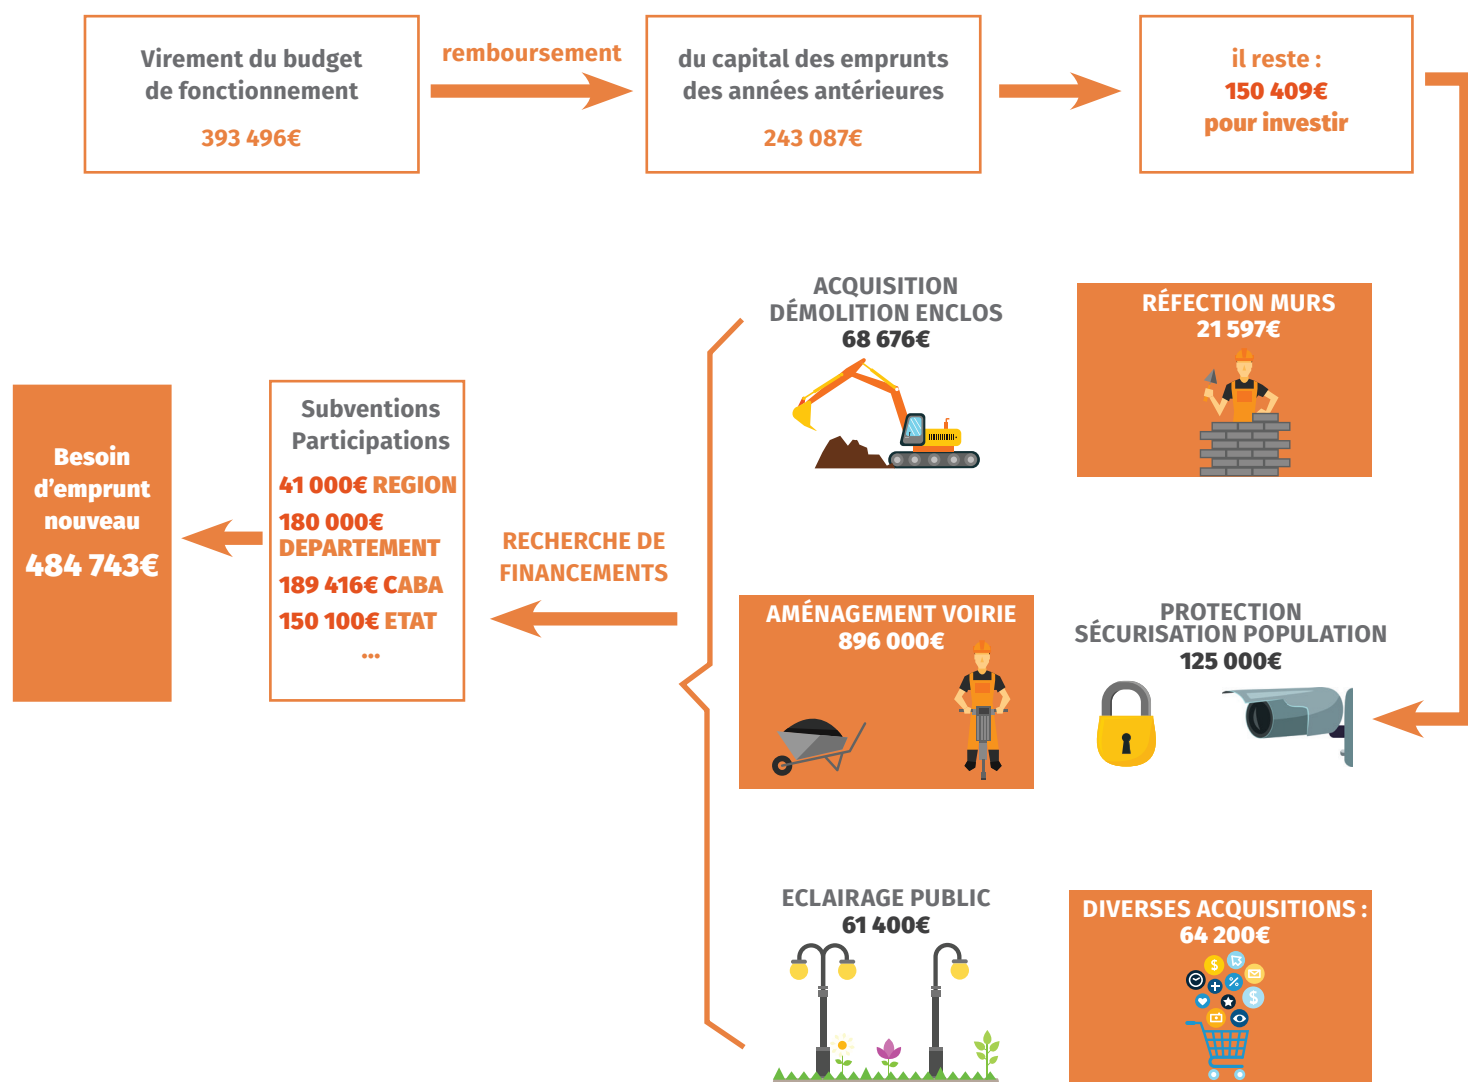 Virement du budget
de fonctionnement
393 496€
remboursement
du capital des emprunts
des années antérieures
243 087€
il reste :
150 409€
pour investir
ACQUISITION
DÉMOLITION ENCLOS
68 676€
RÉFECTION MURS
21 597€
AMÉNAGEMENT VOIRIE
896 000€
PROTECTION
SÉCURISATION POPULATION
125 000€
ECLAIRAGE PUBLIC
61 400€
DIVERSES ACQUISITIONS :
64 200€
RECHERCHE DE
FINANCEMENTS
Subventions
Participations
41 000€ REGION
180 000€
DEPARTEMENT
189 416€ CABA
150 100€ ETAT
...
Besoin
d’emprunt
nouveau
484 743€